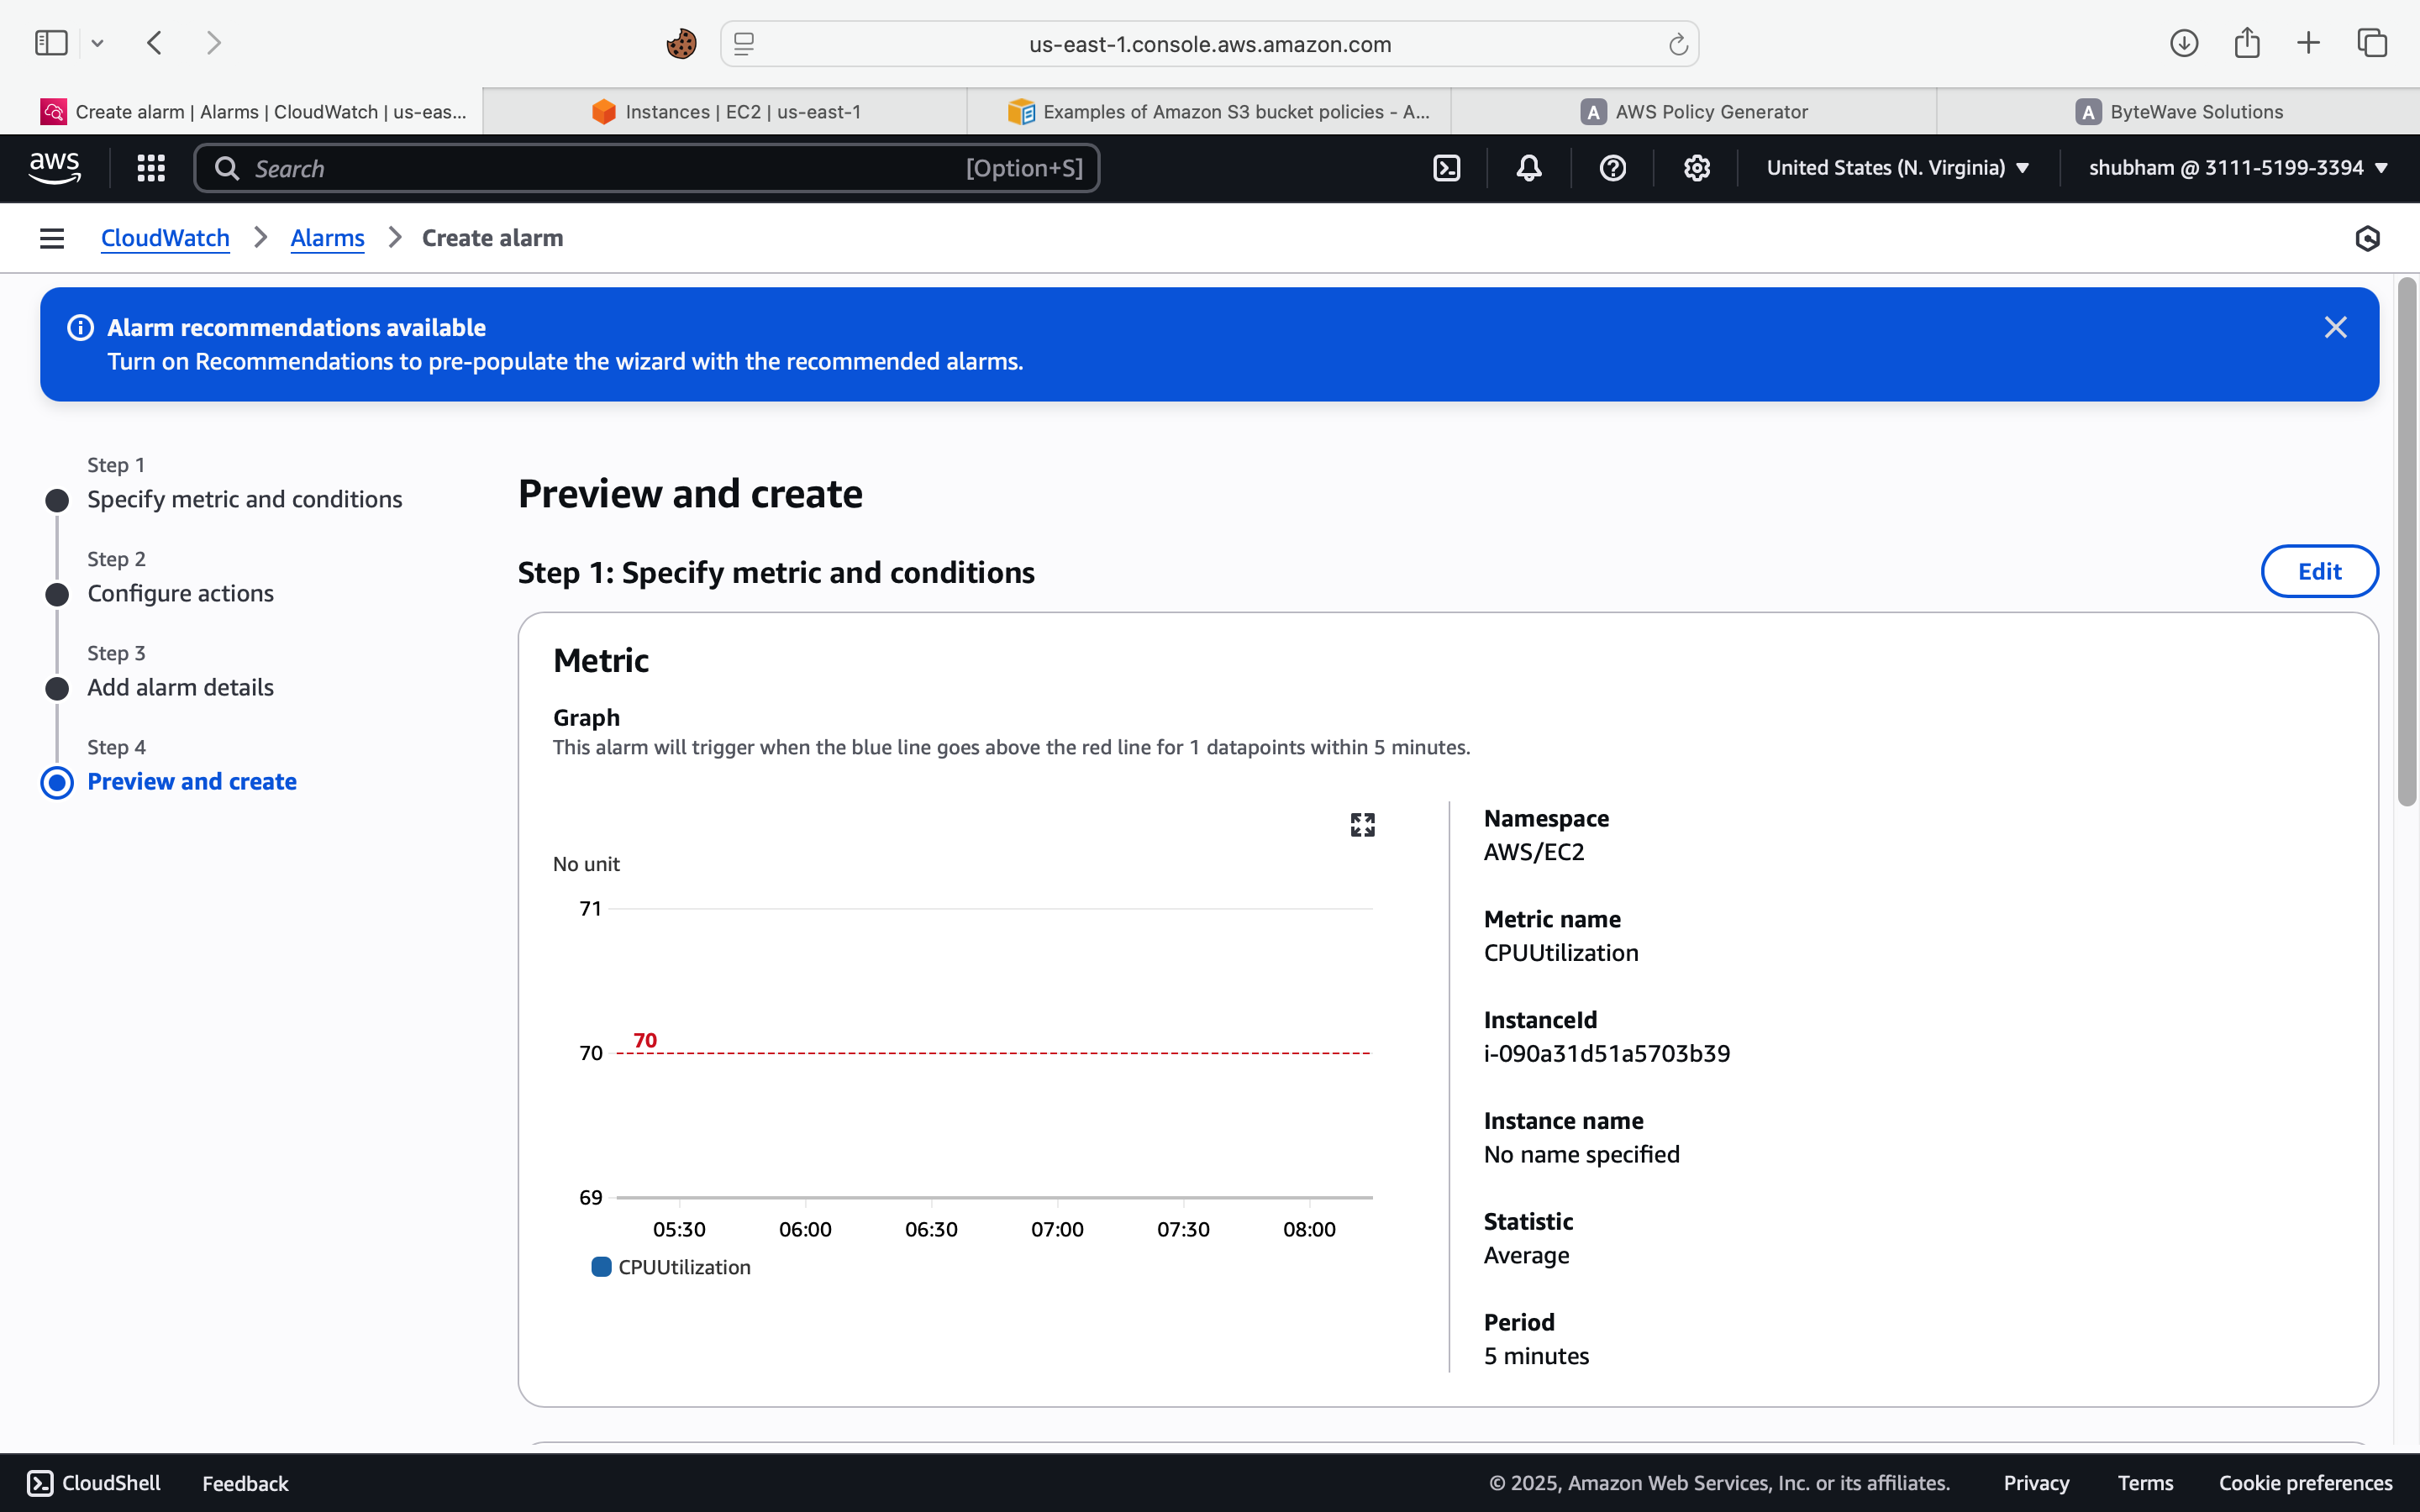 us-east-1.console.aws.amazon.com
Create alarm | Alarms | CloudWatch | us-eas...
Instances | EC2 | us-east-1
Examples of Amazon S3 bucket policies - A...
A AWS Policy Generator
A ByteWave Solutions
aws
Search
[Option+S]
United States (N. Virginia)
shubham @ 3111-5199-3394
CloudWatch
Alarms
Create alarm
Alarm recommendations available
Turn on Recommendations to pre-populate the wizard with the recommended alarms.
Step 1
Specify metric and conditions
Step 2
Configure actions
Step 3
Add alarm details
Step 4
Preview and create
Preview and create
Step 1: Specify metric and conditions
Edit
Metric
Graph
This alarm will trigger when the blue line goes above the red line for 1 datapoints within 5 minutes.
No unit
71
70
70
69
05:30 06:00 06:30 07:00 07:30 08:00
CPUUtilization
Namespace
AWS/EC2
Metric name
CPUUtilization
InstanceId
i-090a31d51a5703b39
Instance name
No name specified
Statistic
Average
Period
5 minutes
CloudShell
Feedback
© 2025, Amazon Web Services, Inc. or its affiliates.
Privacy
Terms
Cookie preferences